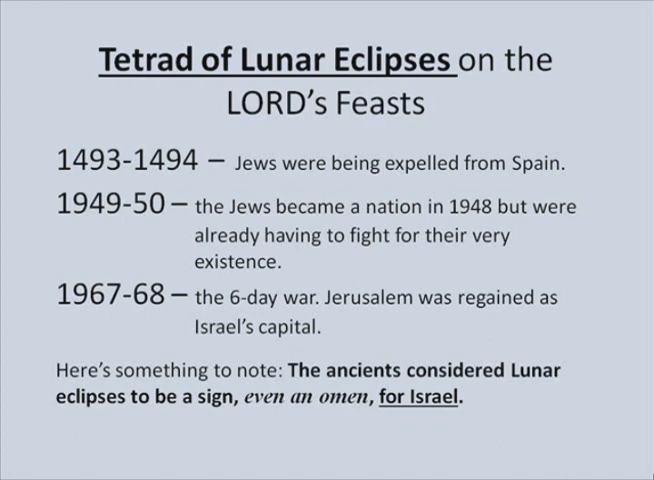 Tetrad of Lunar Eclipses on the
LORD's Feasts
1493-1494 – Jews were being expelled from Spain.
1949-50 – the Jews became a nation in 1948 but were
already having to fight for their very
existence.
1967-68 – the 6-day war. Jerusalem was regained as
Israel's capital.
Here's something to note: The ancients considered Lunar
eclipses to be a sign, even an omen, for Israel.